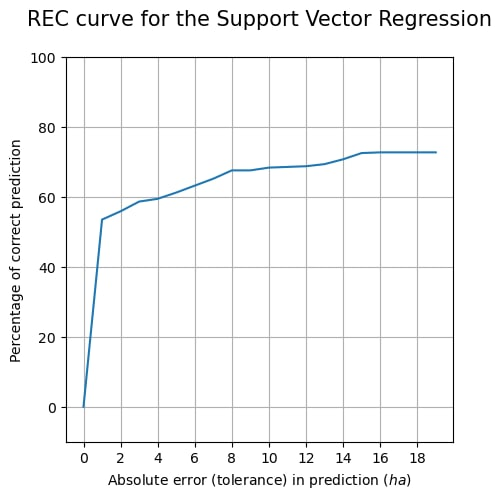 REC curve for the Support Vector Regression
100
80
60
40
20
0
Percentage of correct prediction
0 2 4 6 8 10 12 14 16 18
Absolute error (tolerance) in prediction (ha)